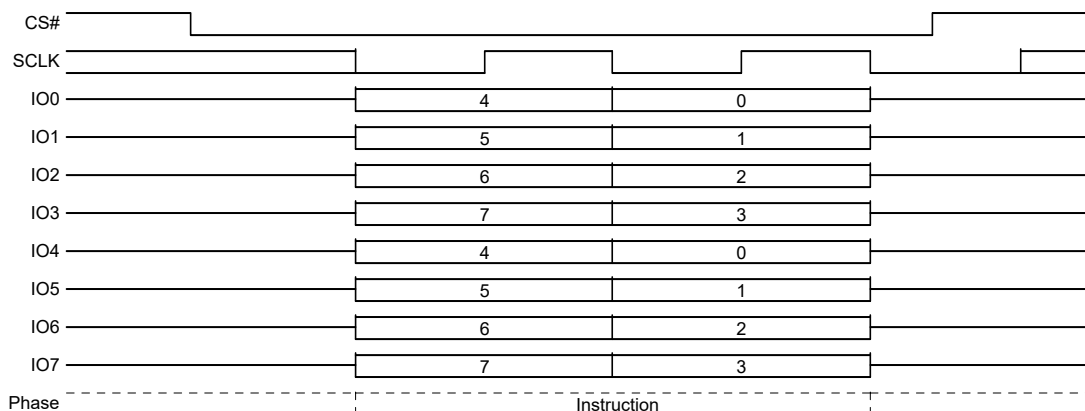 CS#
SCLK
IO0 4 0
IO1 5 1
IO2 6 2
IO3 7 3
IO4 4 0
IO5 5 1
IO6 6 2
IO7 7 3
Phase Instruction